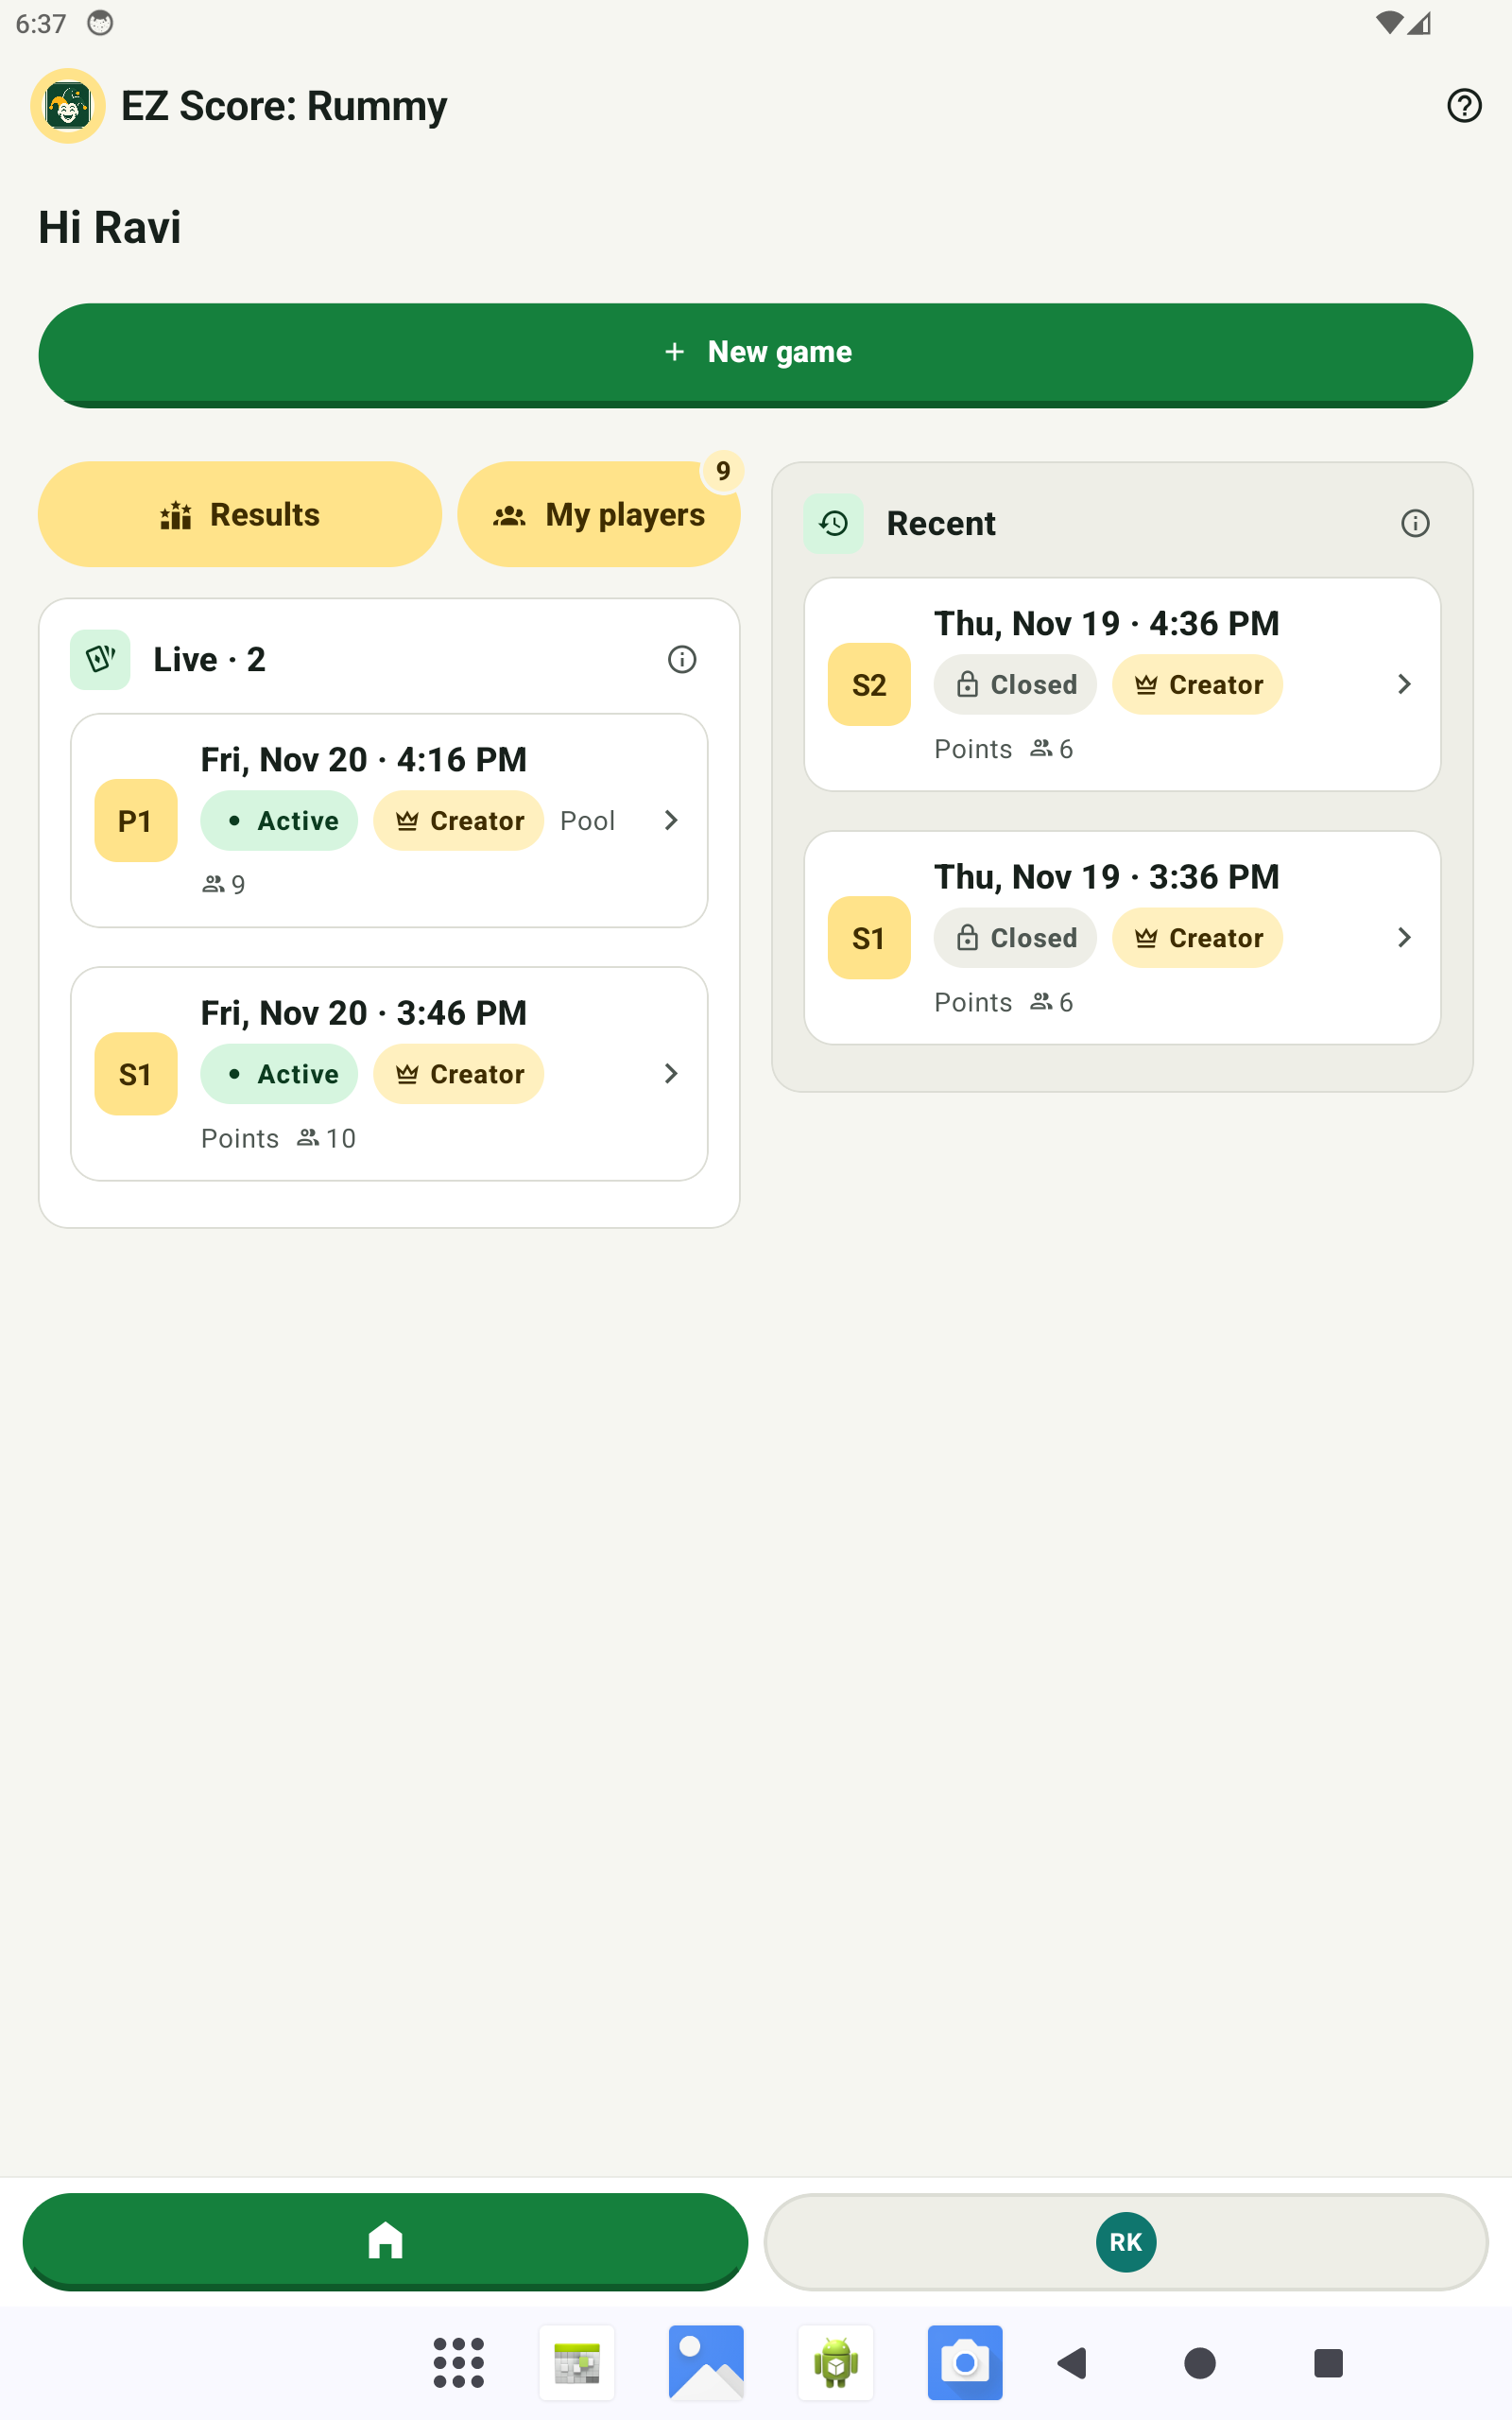 6:37
EZ Score: Rummy
Hi Ravi
+ New game
Results
My players
9
Live · 2
P1
Fri, Nov 20 · 4:16 PM
Active
Creator
Pool
9
S1
Fri, Nov 20 · 3:46 PM
Active
Creator
Points
10
Recent
S2
Thu, Nov 19 · 4:36 PM
Closed
Creator
Points
6
S1
Thu, Nov 19 · 3:36 PM
Closed
Creator
Points
6
RK